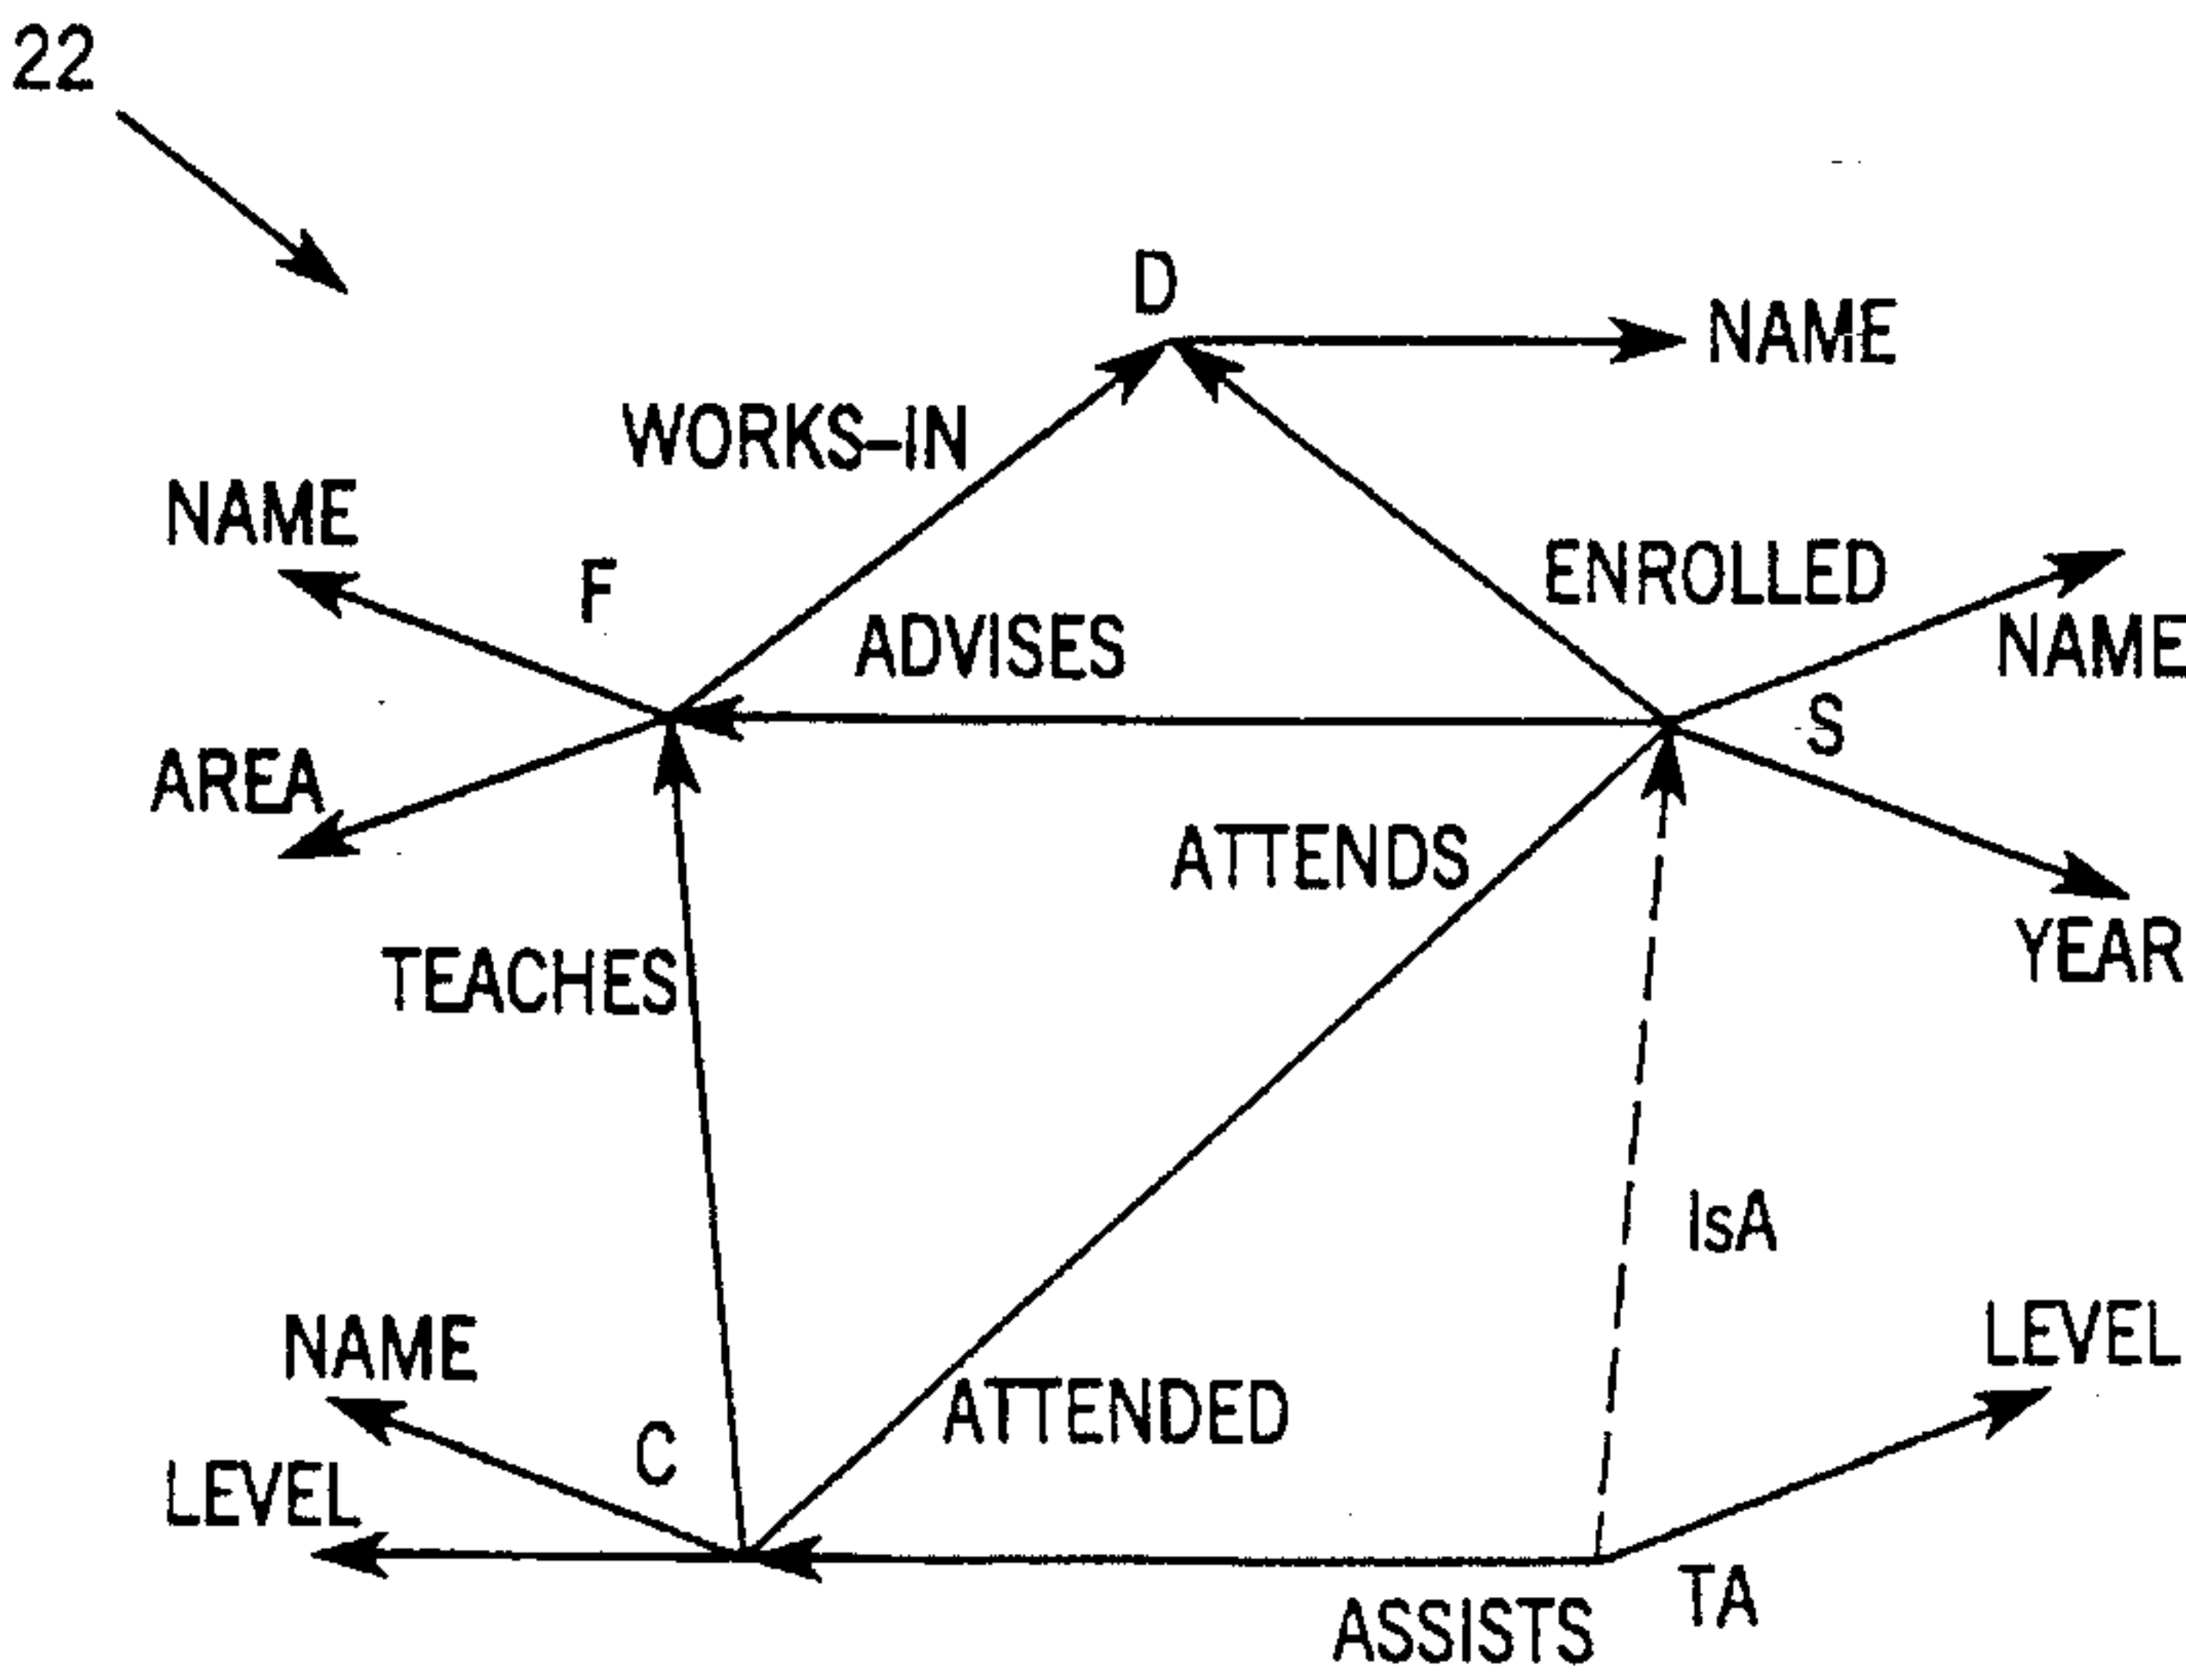 22
D
NAME
WORKS-IN
NAME
F
ENROLLED
ADVISES
NAME
S
AREA
ATTENDS
YEAR
TEACHES
IsA
NAME
LEVEL
ATTENDED
C
LEVEL
TA
ASSISTS